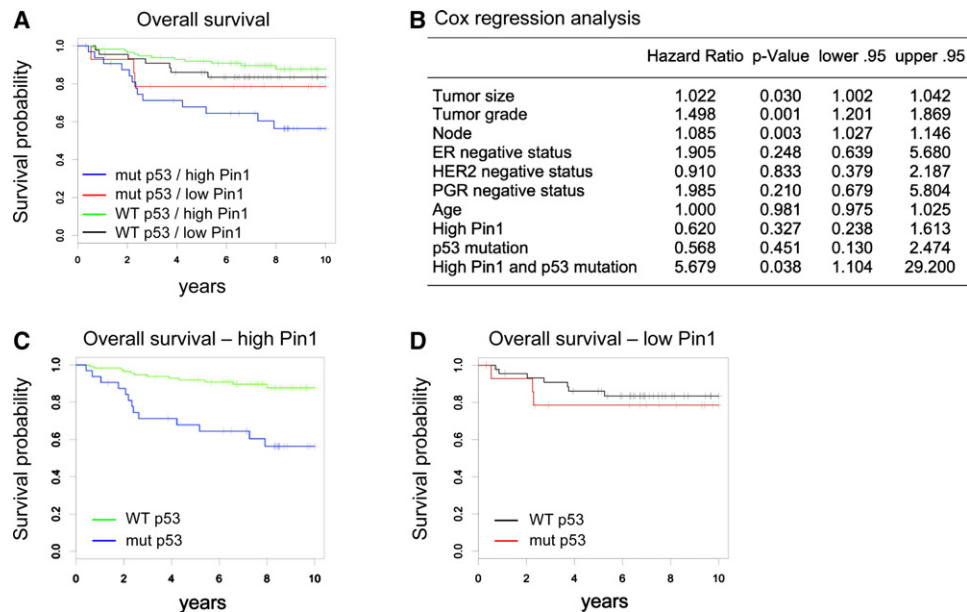 A Overall survival
Survival probability
1.0
0.8
0.6
0.4
0.2
0.0
mut p53 / high Pin1
mut p53 / low Pin1
WT p53 / high Pin1
WT p53 / low Pin1
0 2 4 6 8 10
years
B Cox regression analysis
Hazard Ratio p-Value lower .95 upper .95
Tumor size 1.022 0.030 1.002 1.042
Tumor grade 1.498 0.001 1.201 1.869
Node 1.085 0.003 1.027 1.146
ER negative status 1.905 0.248 0.639 5.680
HER2 negative status 0.910 0.833 0.379 2.187
PGR negative status 1.985 0.210 0.679 5.804
Age 1.000 0.981 0.975 1.025
High Pin1 0.620 0.327 0.238 1.613
p53 mutation 0.568 0.451 0.130 2.474
High Pin1 and p53 mutation 5.679 0.038 1.104 29.200
C Overall survival – high Pin1
Survival probability
1.0
0.8
0.6
0.4
0.2
0.0
WT p53
mut p53
0 2 4 6 8 10
years
D Overall survival – low Pin1
Survival probability
1.0
0.8
0.6
0.4
0.2
0.0
WT p53
mut p53
0 2 4 6 8 10
years